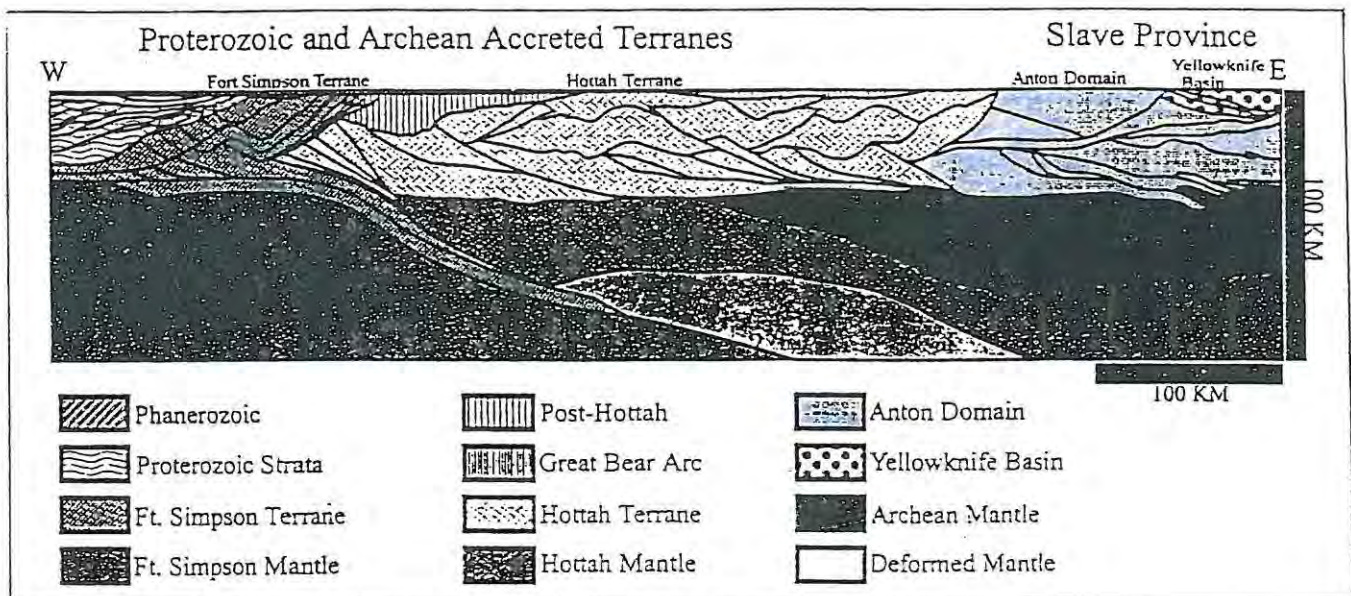 Proterozoic and Archean Accreted Terranes
Slave Province
W
Fort Simpson Terrane
Hottah Terrane
Anton Domain
Yellowknife
Basin
E
100 KM
100 KM
Phanerozoic
Post-Hottah
Anton Domain
Proterozoic Strata
Great Bear Arc
Yellowknife Basin
Ft. Simpson Terrane
Hottah Terrane
Archean Mantle
Ft. Simpson Mantle
Hottah Mantle
Deformed Mantle